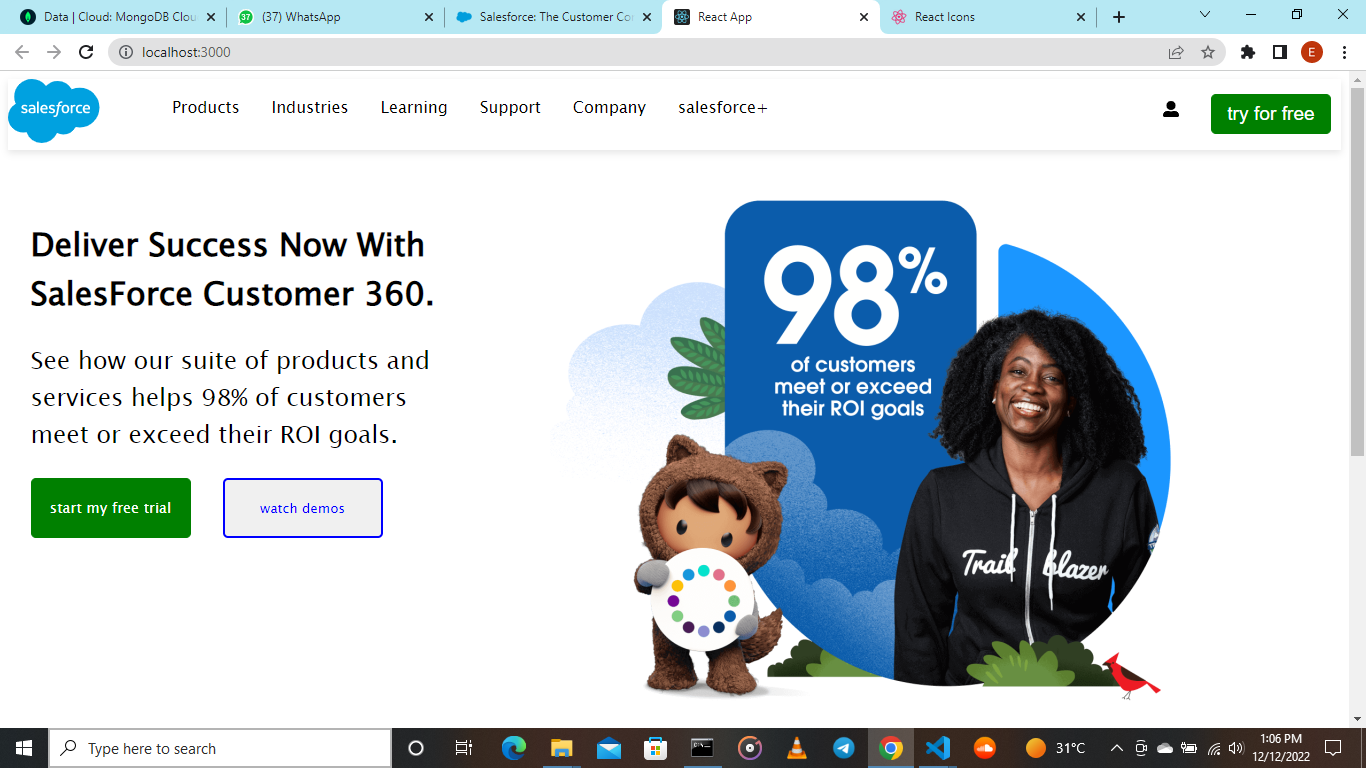 Data | Cloud: MongoDB Clou
37
(37) WhatsApp
Salesforce: The Customer Co
React App
React Icons
localhost:3000
E
salesforce
Products
Industries
Learning
Support
Company
salesforce+
try for free
Deliver Success Now With
SalesForce Customer 360.
See how our suite of products and
services helps 98% of customers
meet or exceed their ROI goals.
start my free trial
watch demos
98%
of customers
meet or exceed
their ROI goals
Trail blazer
Type here to search
31°C
1:06 PM
12/12/2022